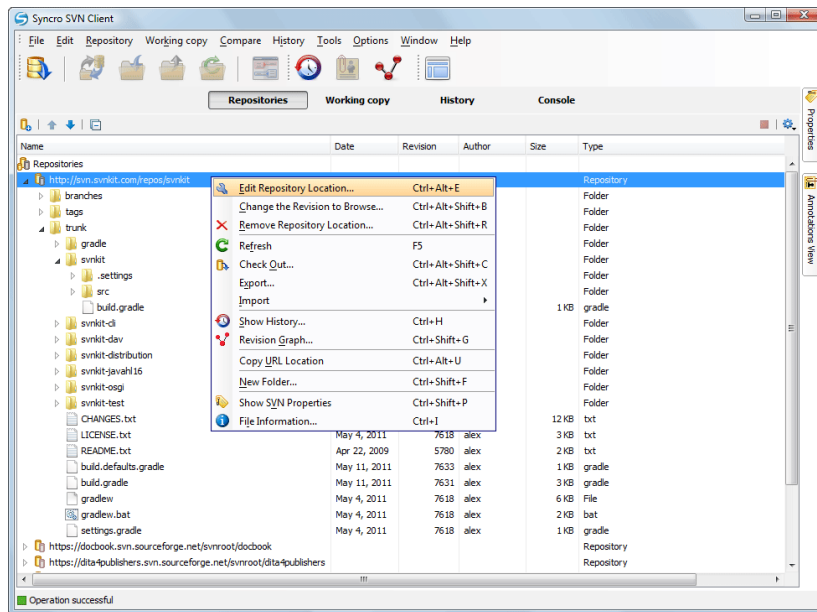 Syncro SVN Client
File Edit Repository Working copy Compare History Tools Options Window Help
Repositories Working copy History Console
Name Date Revision Author Size Type
Repositories
http://svn.svnkit.com/repos/svnkit Repository
Edit Repository Location... Ctrl+Alt+E
branches Folder
Change the Revision to Browse... Ctrl+Alt+Shift+B
tags Folder
Remove Repository Location... Ctrl+Alt+Shift+R
trunk Folder
gradle Folder
Refresh F5
svnkit Folder
Check Out... Ctrl+Alt+Shift+C
.settings Folder
Export... Ctrl+Alt+Shift+X
src Folder
Import
build.gradle 1 KB gradle
Show History... Ctrl+H
svnkit-cli Folder
Revision Graph... Ctrl+Shift+G
svnkit-dav Folder
svnkit-distribution Folder
Copy URL Location Ctrl+Alt+U
svnkit-javahl16 Folder
New Folder... Ctrl+Shift+F
svnkit-osgi Folder
Show SVN Properties Ctrl+Shift+P
svnkit-test Folder
File Information... Ctrl+I
CHANGES.txt 12 KB txt
LICENSE.txt May 4, 2011 7618 alex 3 KB txt
README.txt Apr 22, 2009 5780 alex 2 KB txt
build.defaults.gradle May 11, 2011 7633 alex 1 KB gradle
build.gradle May 11, 2011 7631 alex 3 KB gradle
gradlew May 4, 2011 7618 alex 6 KB File
gradlew.bat May 4, 2011 7618 alex 2 KB bat
settings.gradle May 4, 2011 7618 alex 1 KB gradle
https://docbook.svn.sourceforge.net/svnroot/docbook Repository
https://dita4publishers.svn.sourceforge.net/svnroot/dita4publishers Repository
Operation successful
Properties
Annotations View